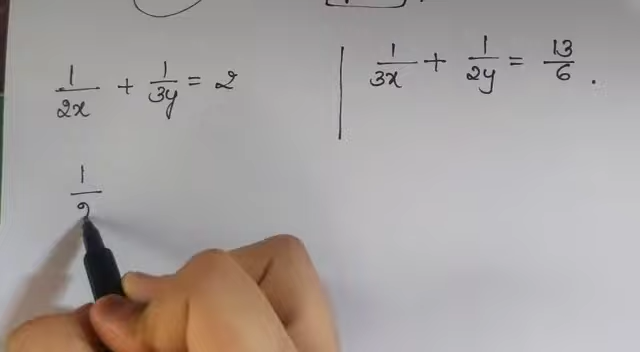 1/2x + 1/3y = 2
1/3x + 1/2y = 13/6 .
1/2